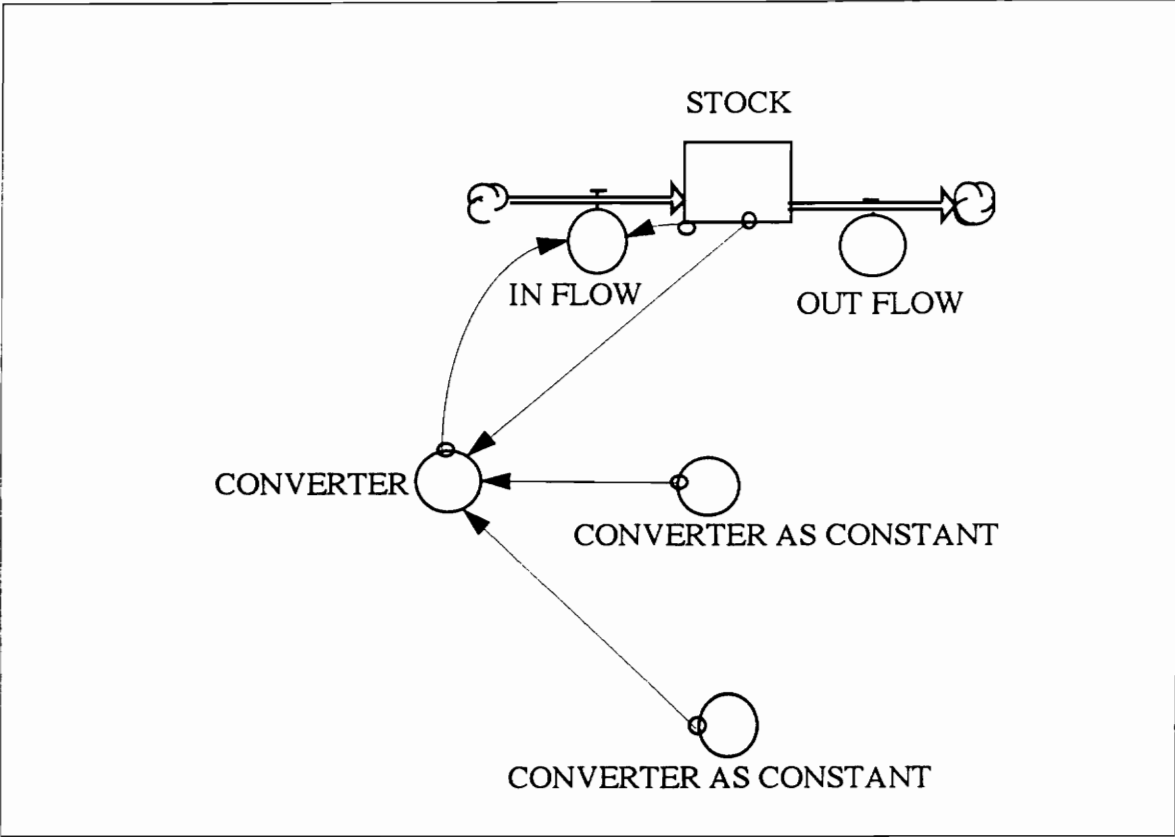 STOCK
IN FLOW
OUT FLOW
CONVERTER
CONVERTER AS CONSTANT
CONVERTER AS CONSTANT